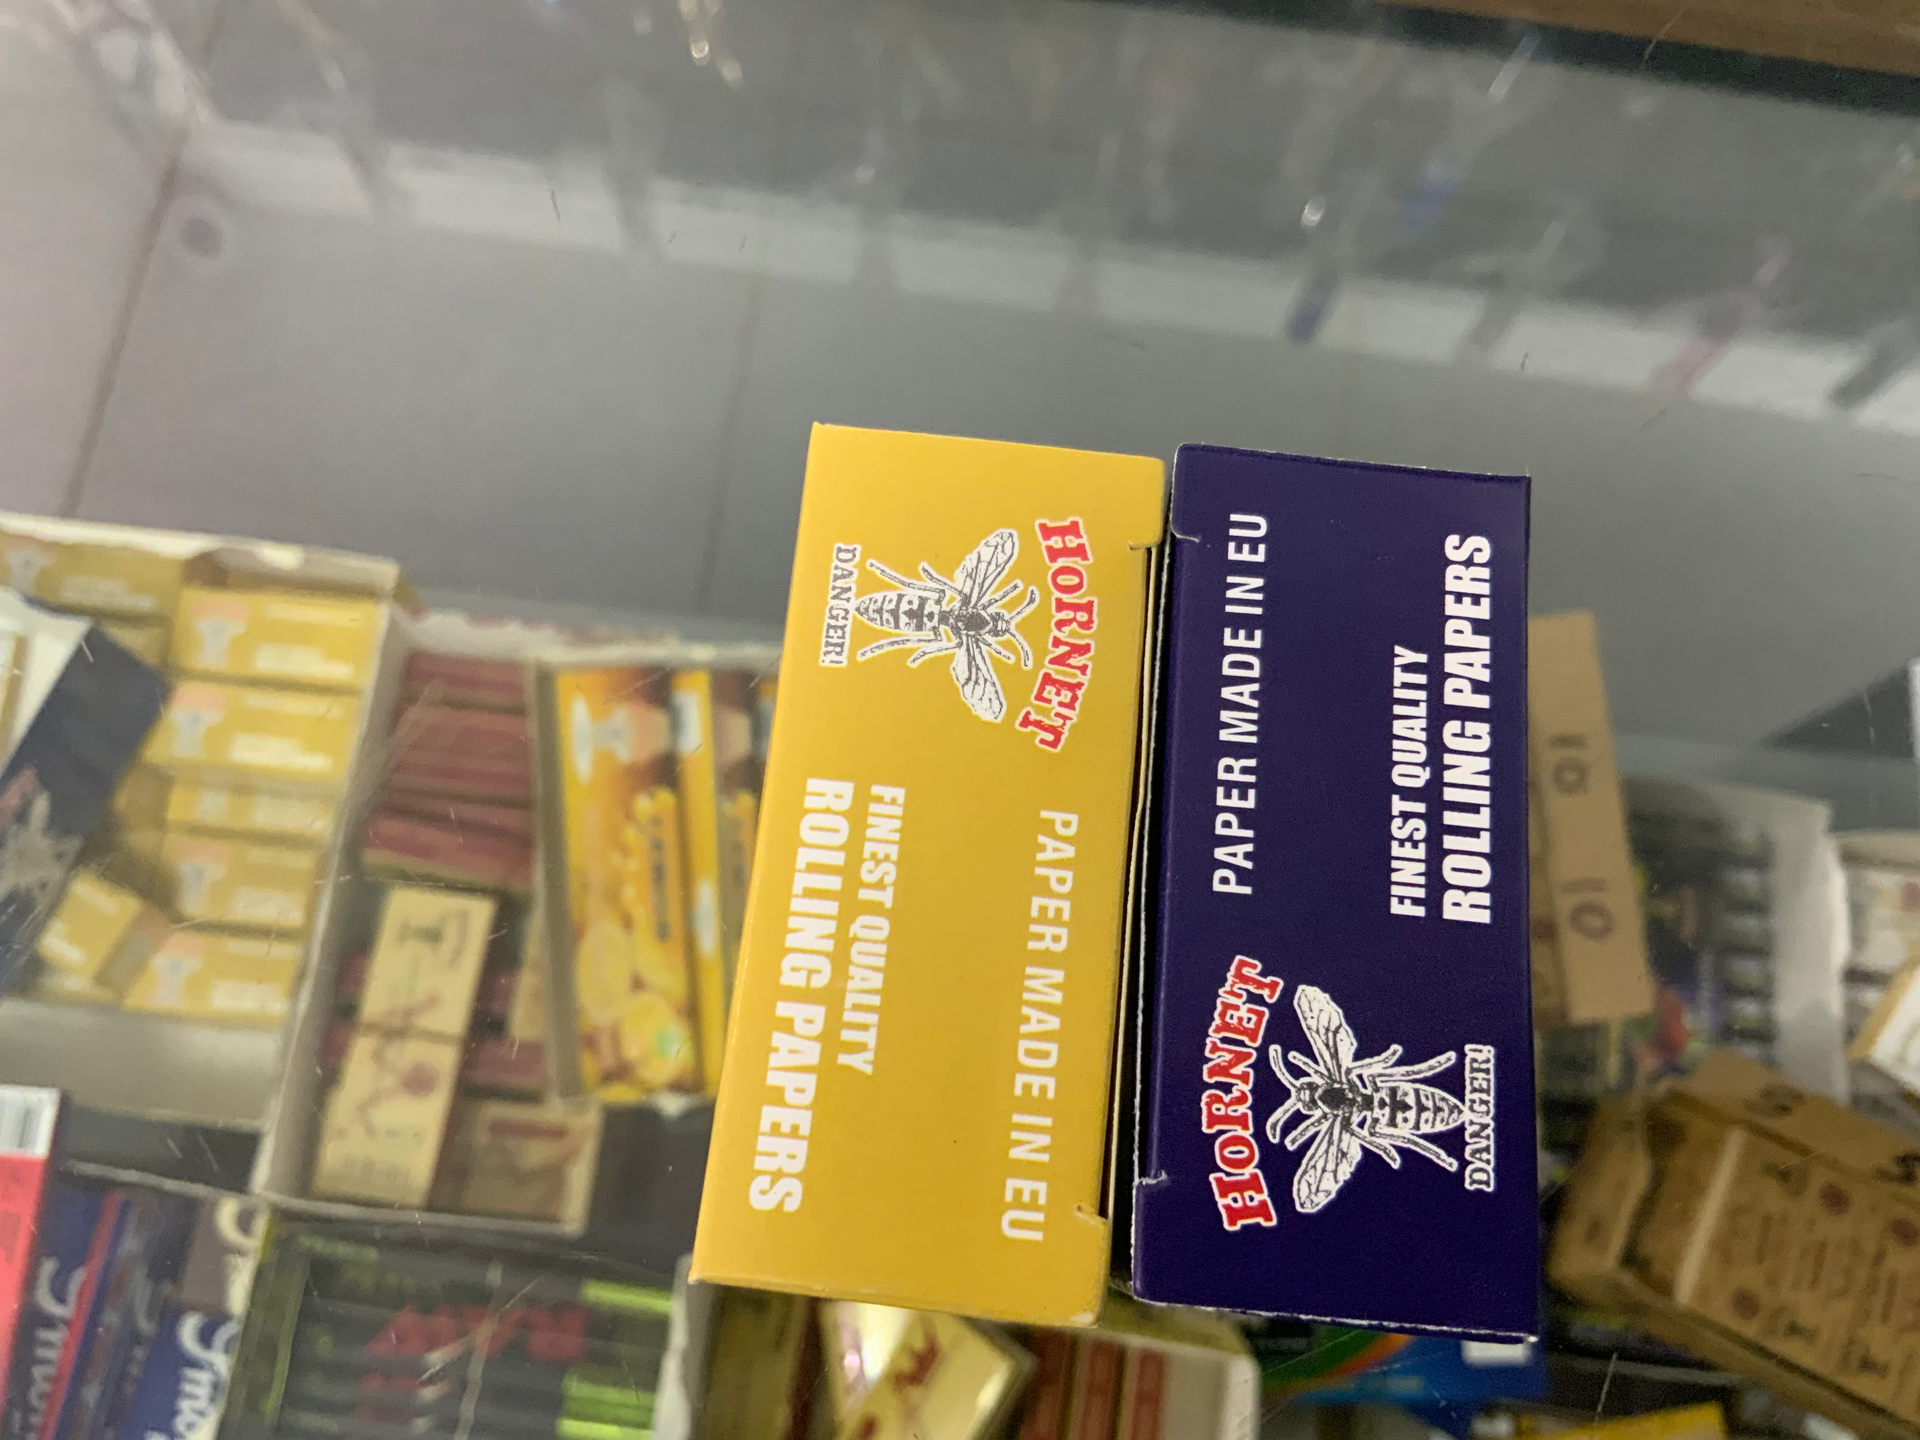 HORNET
DANGER!
FINEST QUALITY
ROLLING PAPERS
PAPER MADE IN EU
PAPER MADE IN EU
FINEST QUALITY
ROLLING PAPERS
HORNET
DANGER!